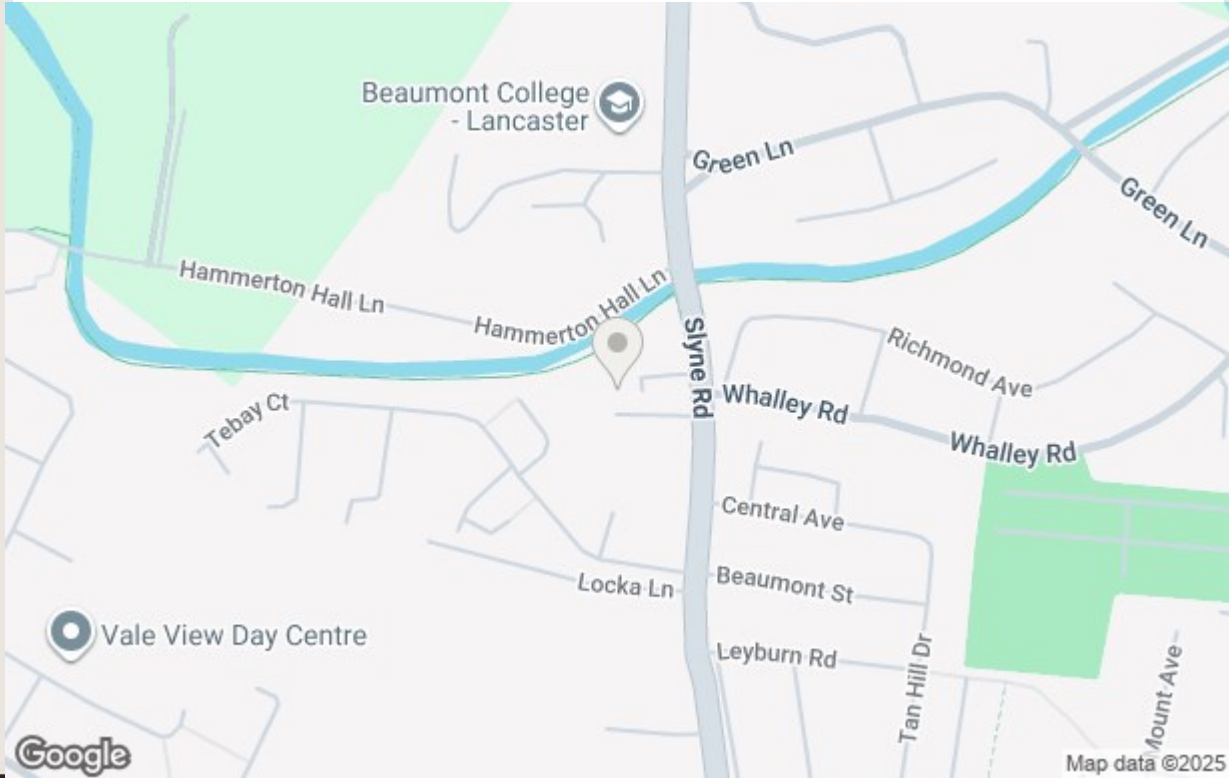 Beaumont College
- Lancaster
Green Ln
Green Ln
Hammerton Hall Ln
Hammerton Hall Ln
Slyne Rd
Richmond Ave
Whalley Rd
Whalley Rd
Tebay Ct
Central Ave
Locka Ln
Beaumont St
Vale View Day Centre
Leyburn Rd
Tan Hill Dr
Mount Ave
Google
Map data ©2025